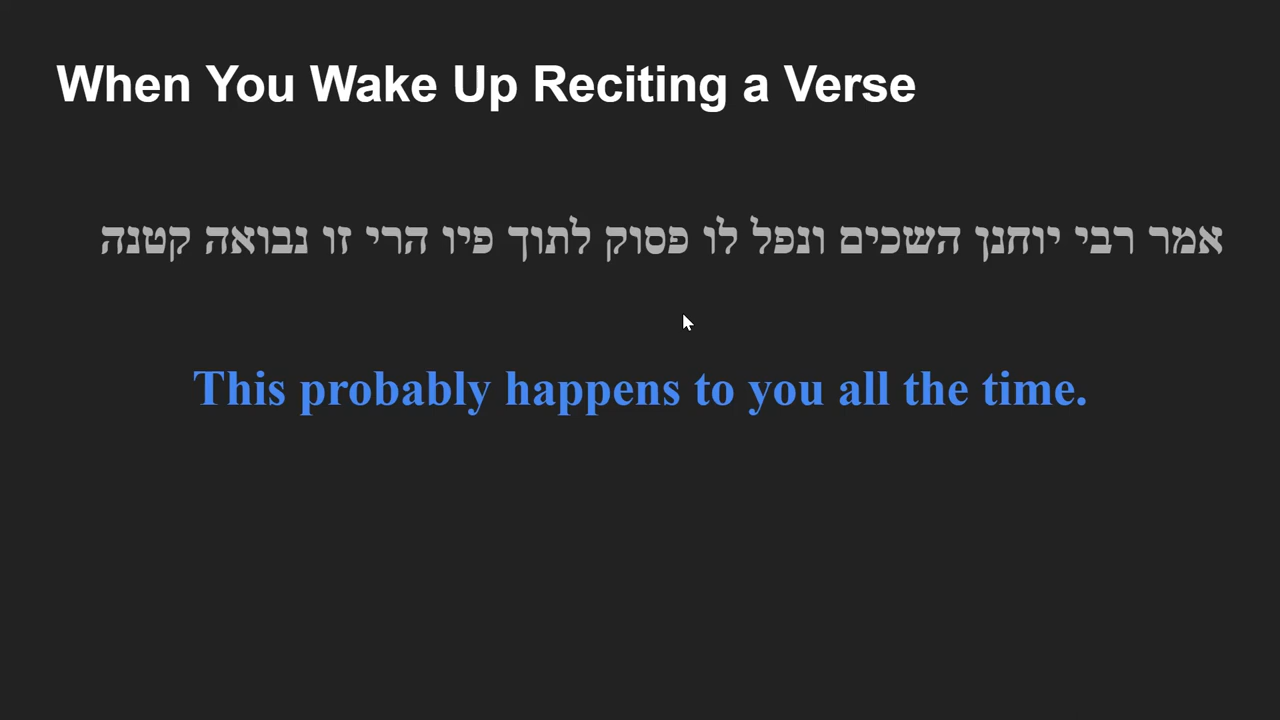 When You Wake Up Reciting a Verse
אמר רבי יוחנן השכים ונפל לו פסוק לתוך פיו הרי זו נבואה קטנה
This probably happens to you all the time.